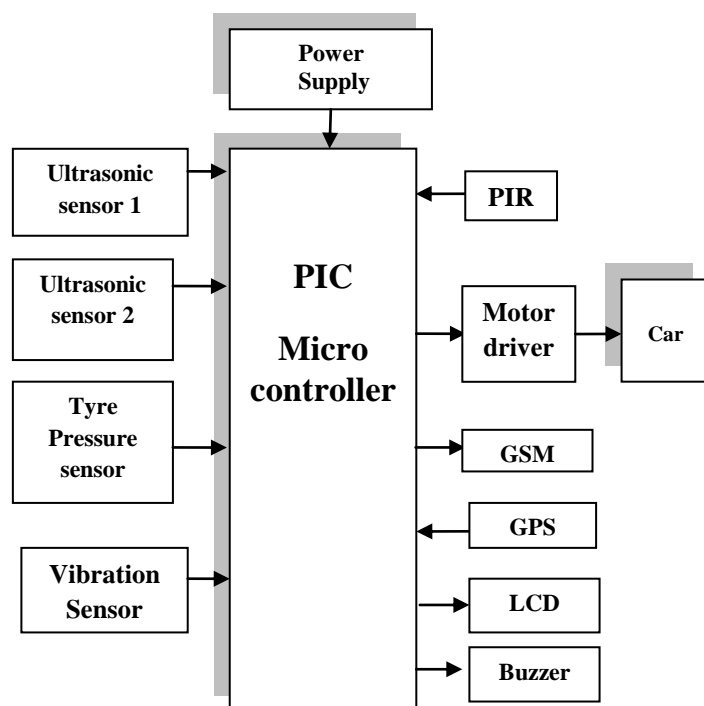 Power
Supply
Ultrasonic
sensor 1
Ultrasonic
sensor 2
Tyre
Pressure
sensor
Vibration
Sensor
PIC
Micro
controller
PIR
Motor
driver
Car
GSM
GPS
LCD
Buzzer